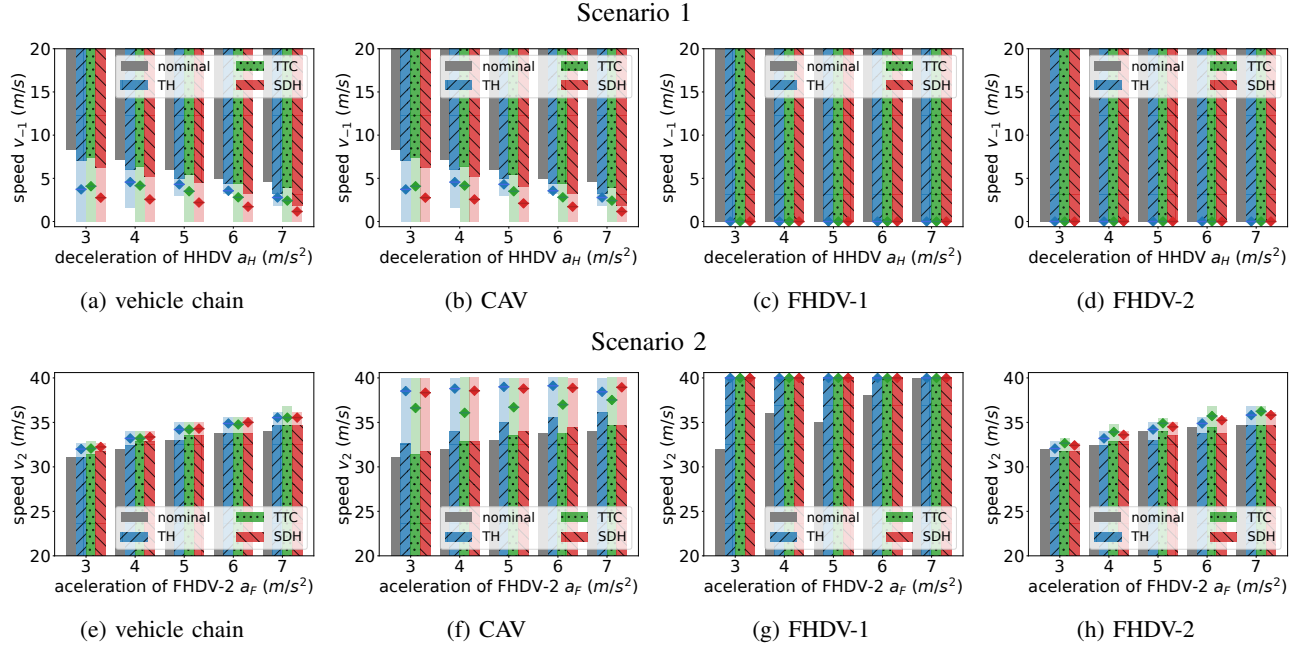 Scenario 1
20
15
10
5
0
speed v₋₁ (m/s)
nominal
TH
TTC
SDH
3 4 5 6 7
deceleration of HHDV a_H (m/s²)
(a) vehicle chain
20
15
10
5
0
speed v₋₁ (m/s)
nominal
TH
TTC
SDH
3 4 5 6 7
deceleration of HHDV a_H (m/s²)
(b) CAV
20
15
10
5
0
speed v₋₁ (m/s)
nominal
TH
TTC
SDH
3 4 5 6 7
deceleration of HHDV a_H (m/s²)
(c) FHDV-1
20
15
10
5
0
speed v₋₁ (m/s)
nominal
TH
TTC
SDH
3 4 5 6 7
deceleration of HHDV a_H (m/s²)
(d) FHDV-2
Scenario 2
40
35
30
25
20
speed v₂ (m/s)
nominal
TH
TTC
SDH
3 4 5 6 7
aceleration of FHDV-2 a_F (m/s²)
(e) vehicle chain
40
35
30
25
20
speed v₂ (m/s)
nominal
TH
TTC
SDH
3 4 5 6 7
aceleration of FHDV-2 a_F (m/s²)
(f) CAV
40
35
30
25
20
speed v₂ (m/s)
nominal
TH
TTC
SDH
3 4 5 6 7
aceleration of FHDV-2 a_F (m/s²)
(g) FHDV-1
40
35
30
25
20
speed v₂ (m/s)
nominal
TH
TTC
SDH
3 4 5 6 7
aceleration of FHDV-2 a_F (m/s²)
(h) FHDV-2